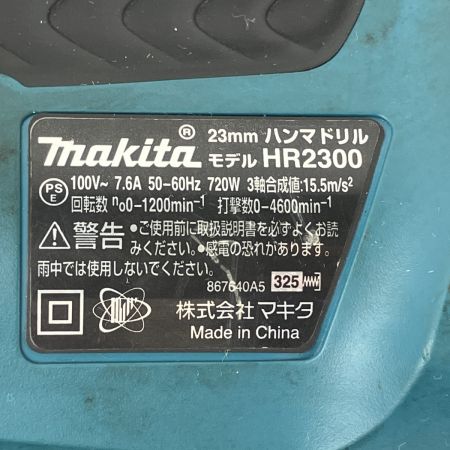 makita® 23mm ハンマドリル
モデル HR2300
PS E 100V~ 7.6A 50-60Hz 720W 3軸合成値:15.5m/s²
回転数 n₀0-1200min⁻¹ 打撃数0-4600min⁻¹
警告 •ご使用前に取扱説明書を必ずよくお読
みください。•感電の恐れがあります。
雨中では使用しないでください。
867640A5 325
株式会社 マキタ
Made in China